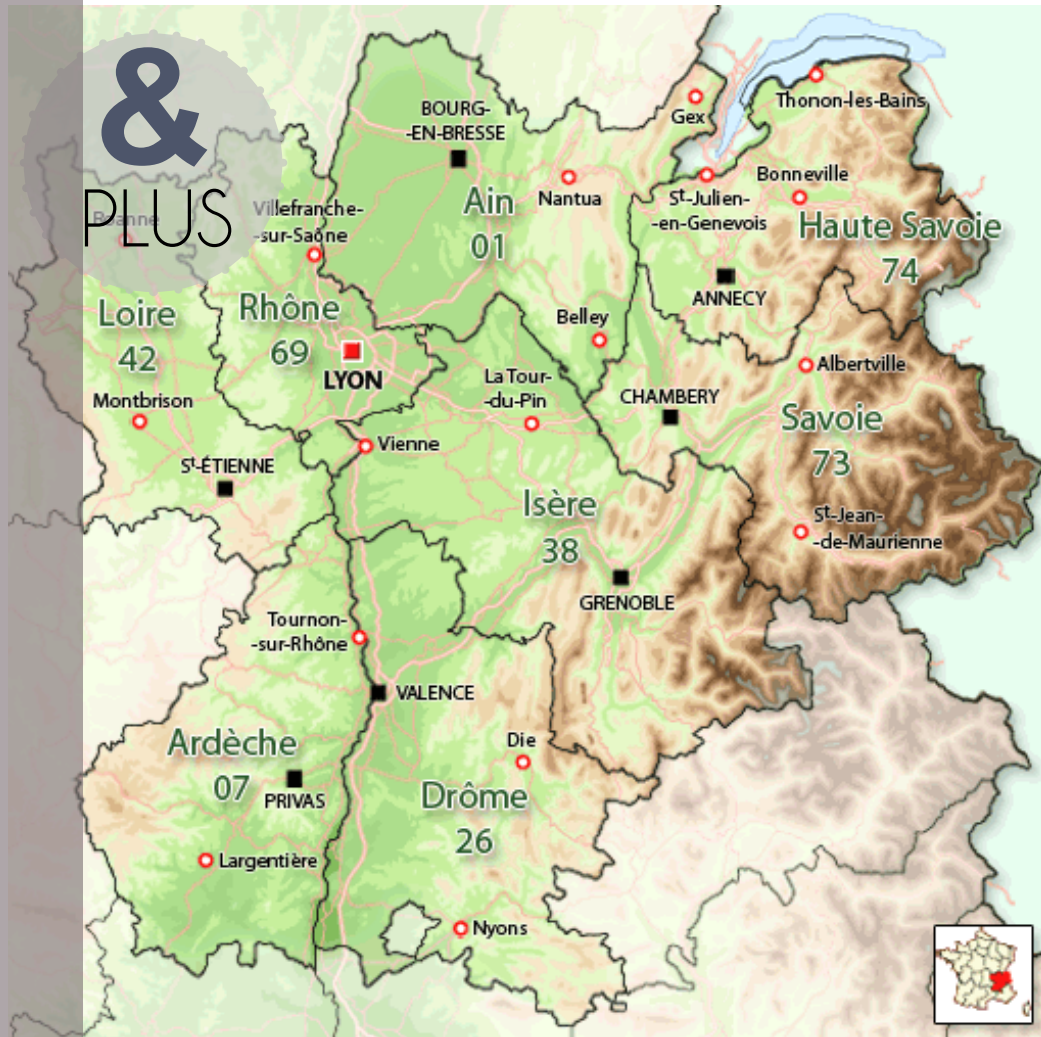 &
PLUS
Roanne
Villefranche-
-sur-Saône
BOURG-
-EN-BRESSE
Ain
01
Nantua
Gex
Thonon-les-Bains
St-Julien-
-en-Genevois
Bonneville
Haute Savoie
74
ANNECY
Loire
42
Rhône
69
LYON
Belley
Montbrison
St-ÉTIENNE
Vienne
La Tour-
-du-Pin
CHAMBERY
Albertville
Savoie
73
St-Jean-
-de-Maurienne
Isère
38
GRENOBLE
Tournon-
-sur-Rhône
VALENCE
Ardèche
07
PRIVAS
Largentière
Die
Drôme
26
Nyons